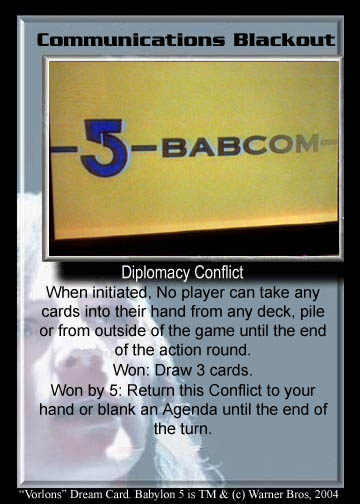 Communications Blackout
5 BABCOM
Diplomacy Conflict
When initiated, No player can take any
cards into their hand from any deck, pile
or from outside of the game until the end
of the action round.
Won: Draw 3 cards.
Won by 5: Return this Conflict to your
hand or blank an Agenda until the end of
the turn.
“Vorlons” Dream Card. Babylon 5 is TM & (c) Warner Bros, 2004